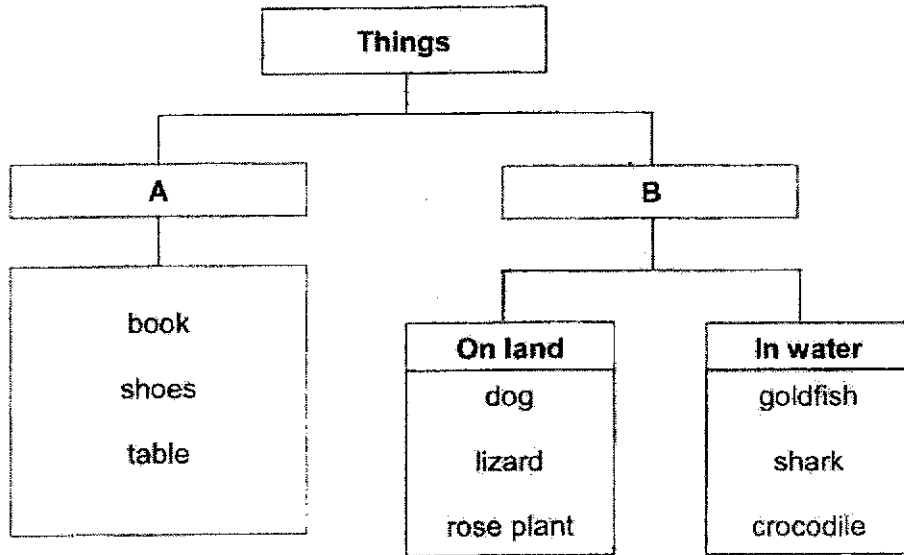 Things
A
B
book
shoes
table
On land
dog
lizard
rose plant
In water
goldfish
shark
crocodile